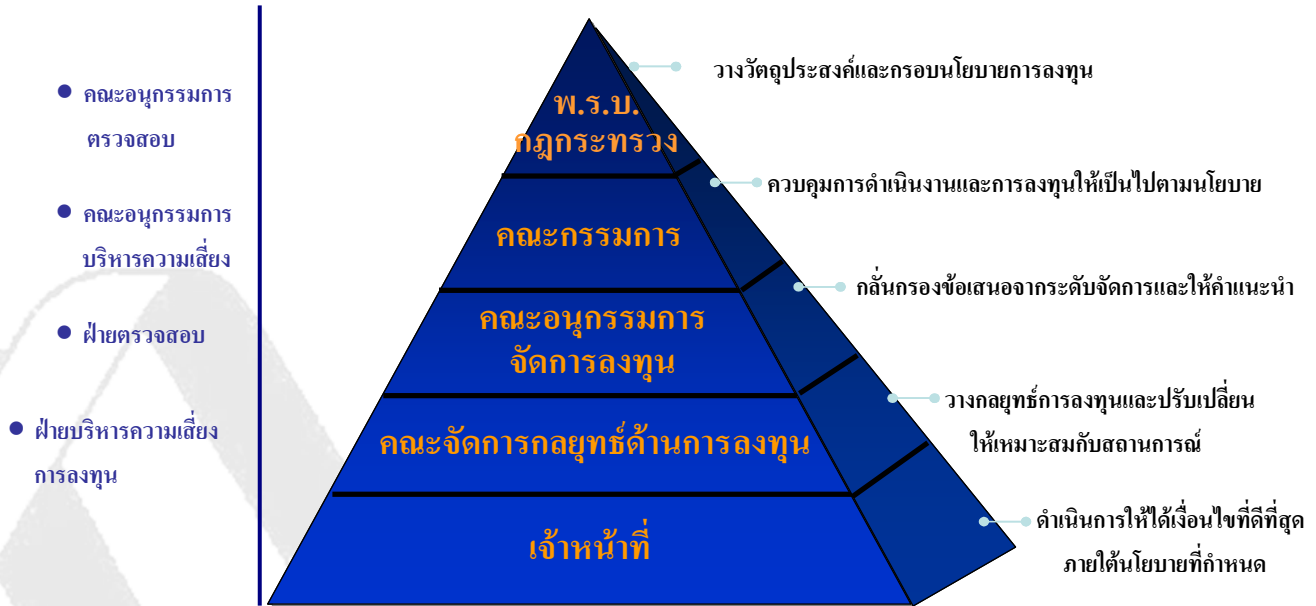 คณะอนุกรรมการ
ตรวจสอบ
คณะอนุกรรมการ
บริหารความเสี่ยง
ฝ่ายตรวจสอบ
ฝ่ายบริหารความเสี่ยง
การลงทุน
พ.ร.บ.
กฎกระทรวง
คณะกรรมการ
คณะอนุกรรมการ
จัดการลงทุน
คณะจัดการกลยุทธ์ด้านการลงทุน
เจ้าหน้าที่
วางวัตถุประสงค์และกรอบนโยบายการลงทุน
ควบคุมการดำเนินงานและการลงทุนให้เป็นไปตามนโยบาย
กลั่นกรองข้อเสนอจากระดับจัดการและให้คำแนะนำ
วางกลยุทธ์การลงทุนและปรับเปลี่ยน
ให้เหมาะสมกับสถานการณ์
ดำเนินการให้ได้เงื่อนไขที่ดีที่สุด
ภายใต้นโยบายที่กำหนด